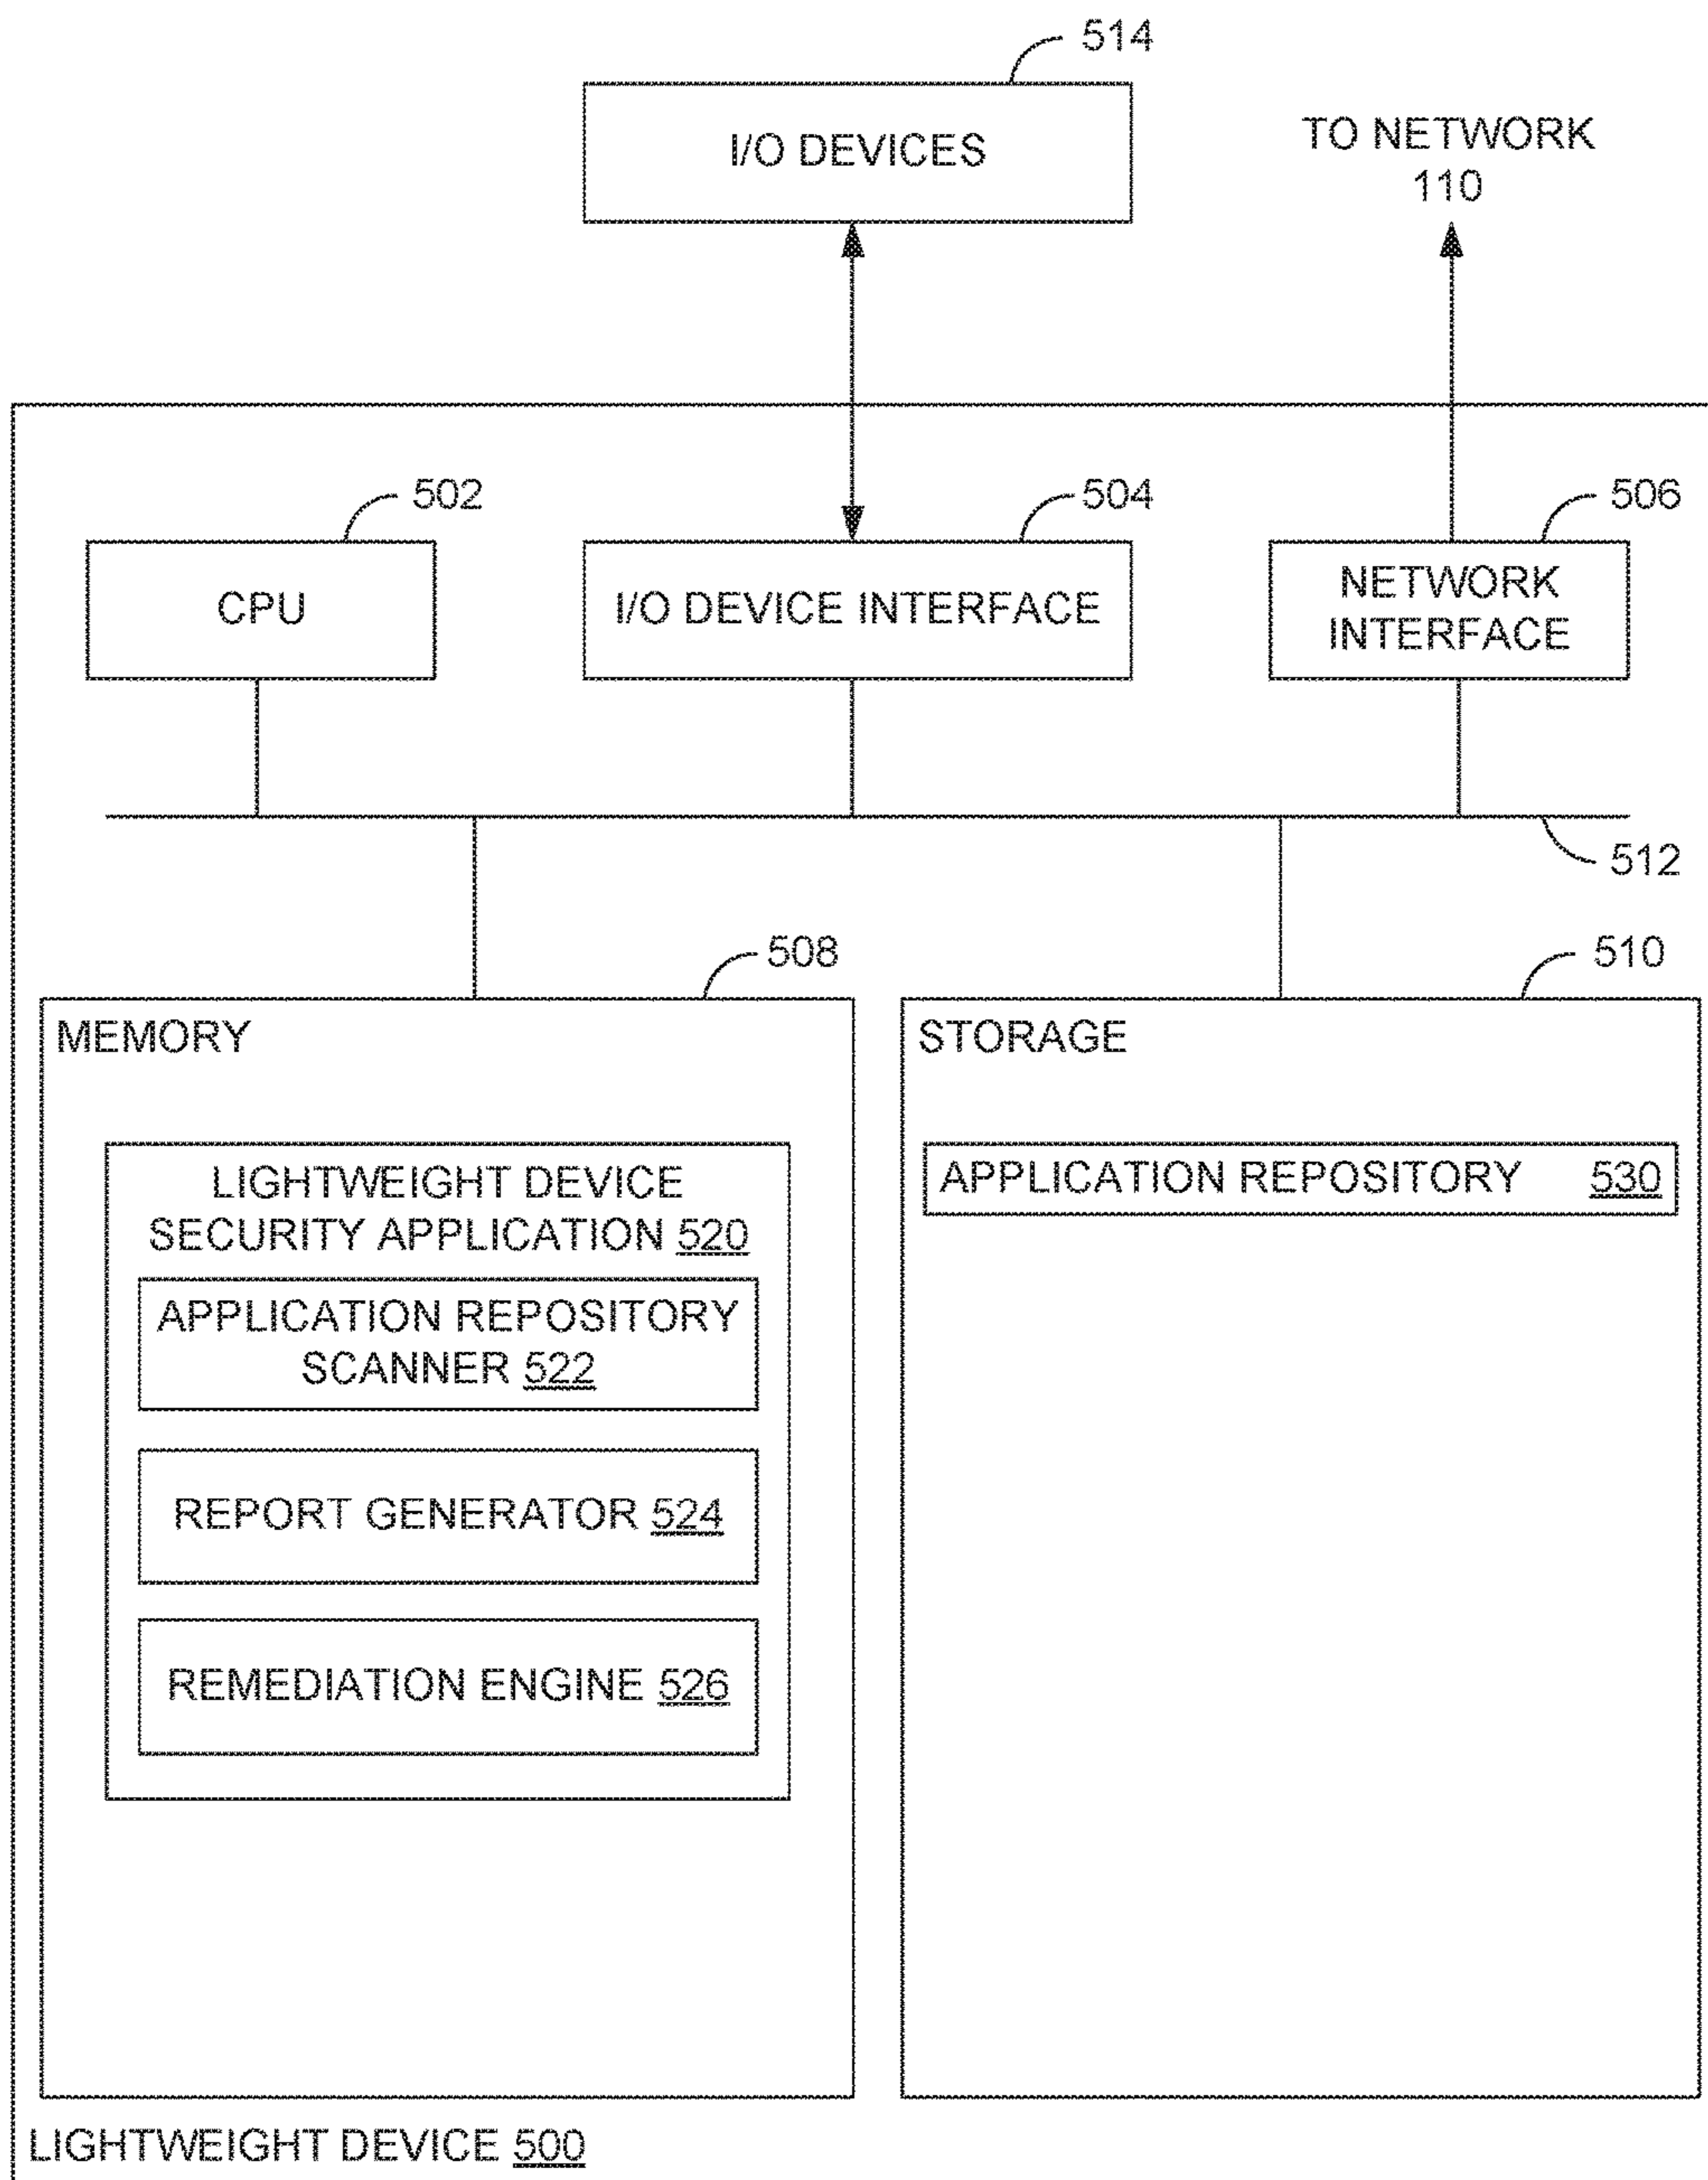 514
I/O DEVICES
TO NETWORK
110
502
504
506
CPU
I/O DEVICE INTERFACE
NETWORK
INTERFACE
512
508
510
MEMORY
STORAGE
LIGHTWEIGHT DEVICE
SECURITY APPLICATION 520
APPLICATION REPOSITORY
SCANNER 522
REPORT GENERATOR 524
REMEDIATION ENGINE 526
APPLICATION REPOSITORY 530
LIGHTWEIGHT DEVICE 500